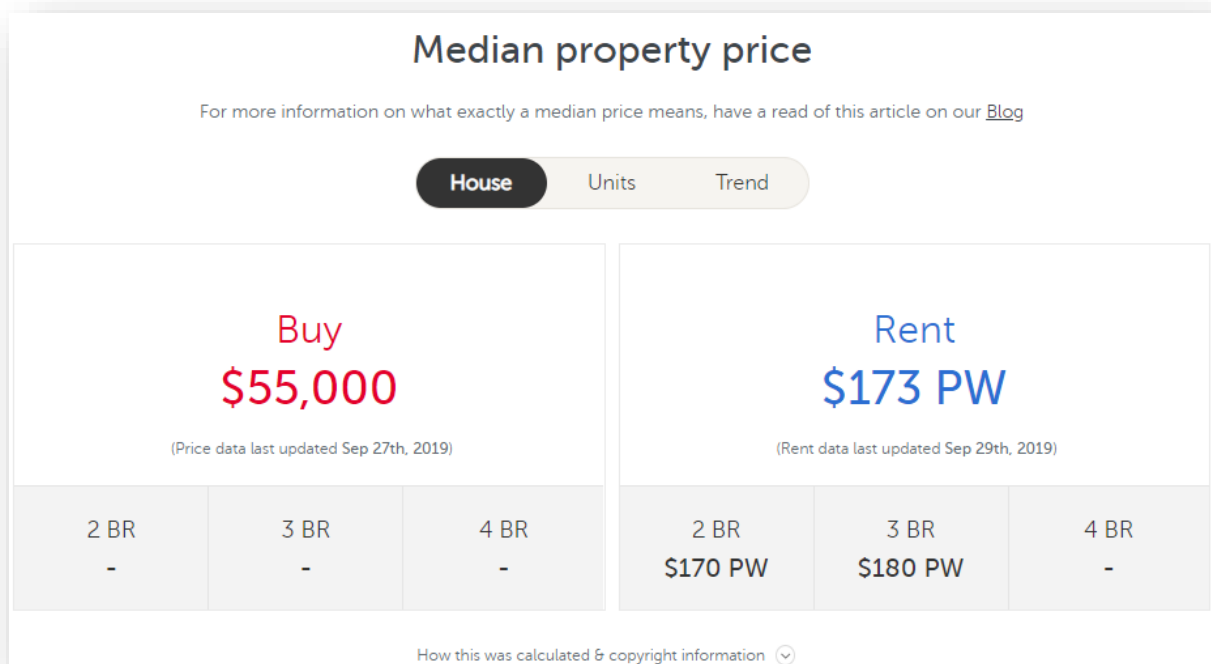 Median property price
For more information on what exactly a median price means, have a read of this article on our Blog
House Units Trend
Buy
$55,000
(Price data last updated Sep 27th, 2019)
2 BR 3 BR 4 BR
- - -
Rent
$173 PW
(Rent data last updated Sep 29th, 2019)
2 BR 3 BR 4 BR
$170 PW $180 PW -
How this was calculated & copyright information